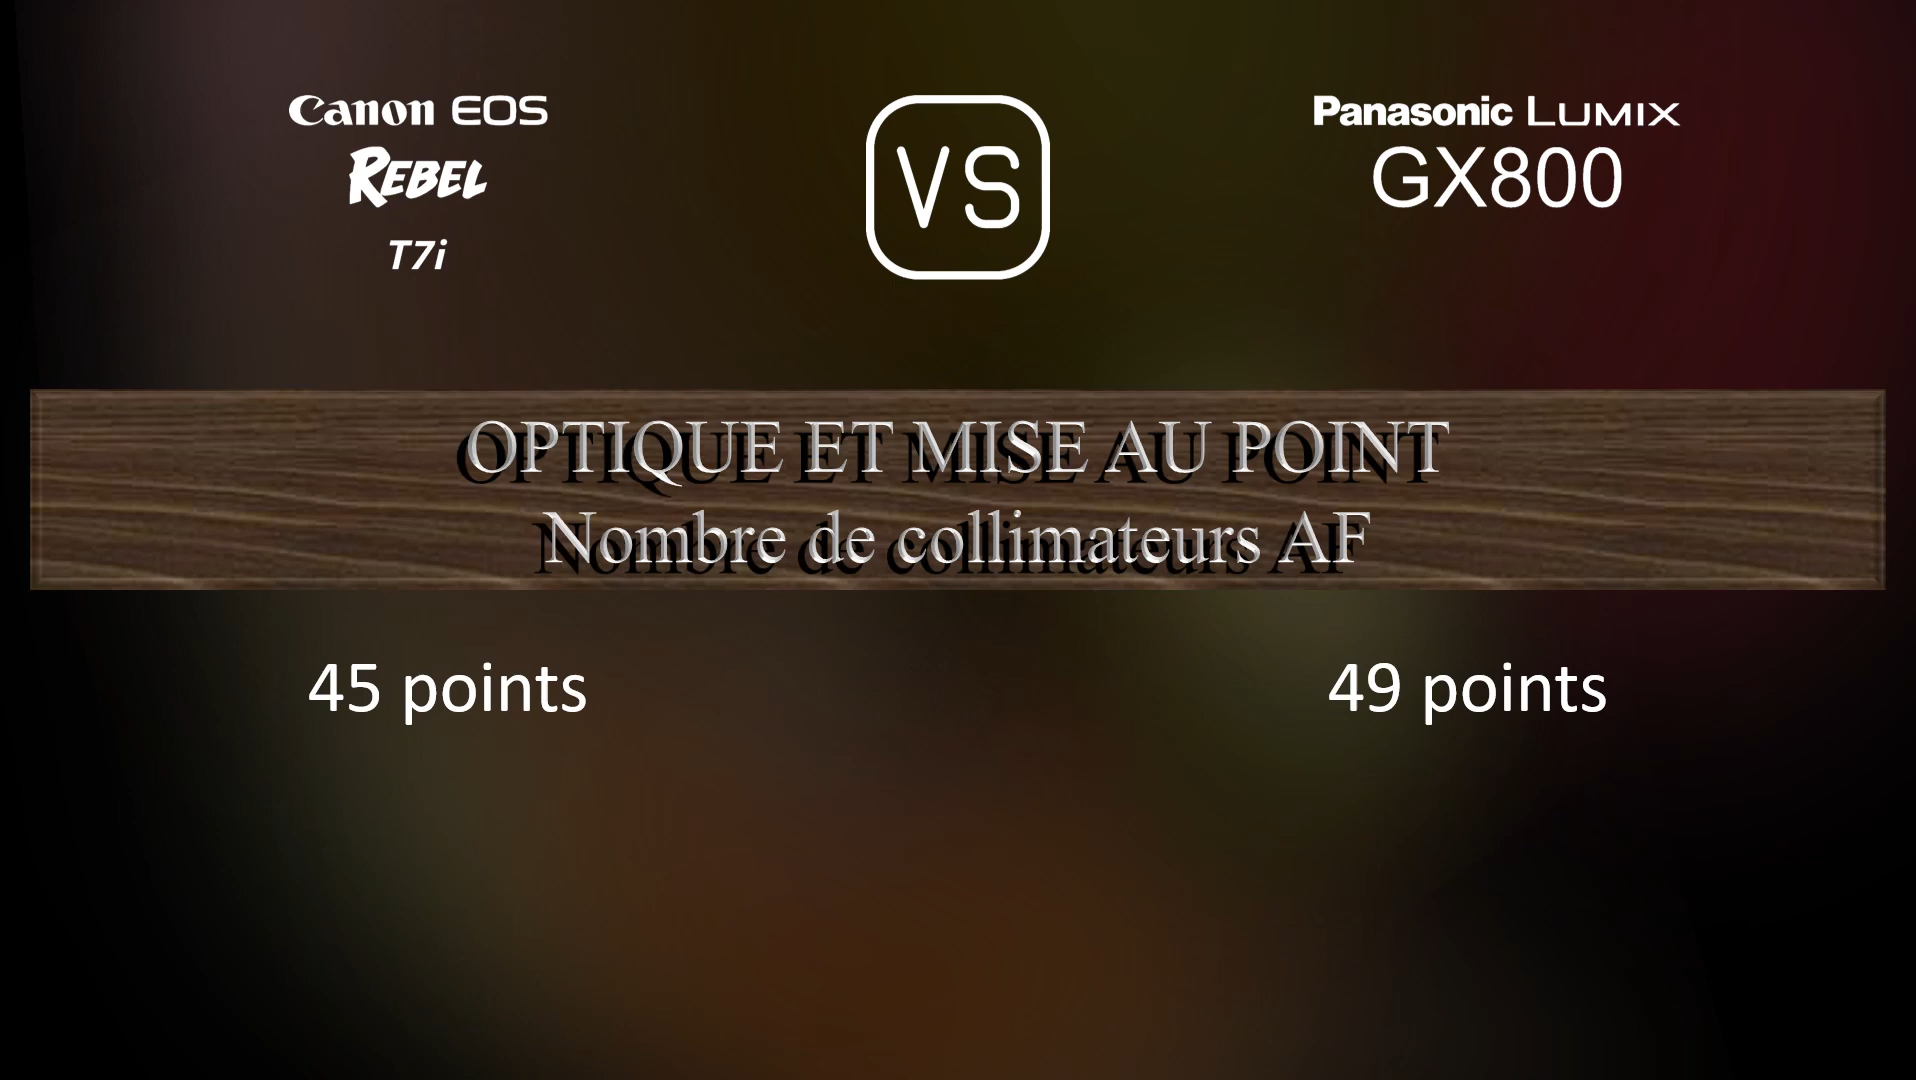 Canon EOS
REBEL
T7i
VS
Panasonic LUMIX
GX800
OPTIQUE ET MISE AU POINT
Nombre de collimateurs AF
45 points
49 points